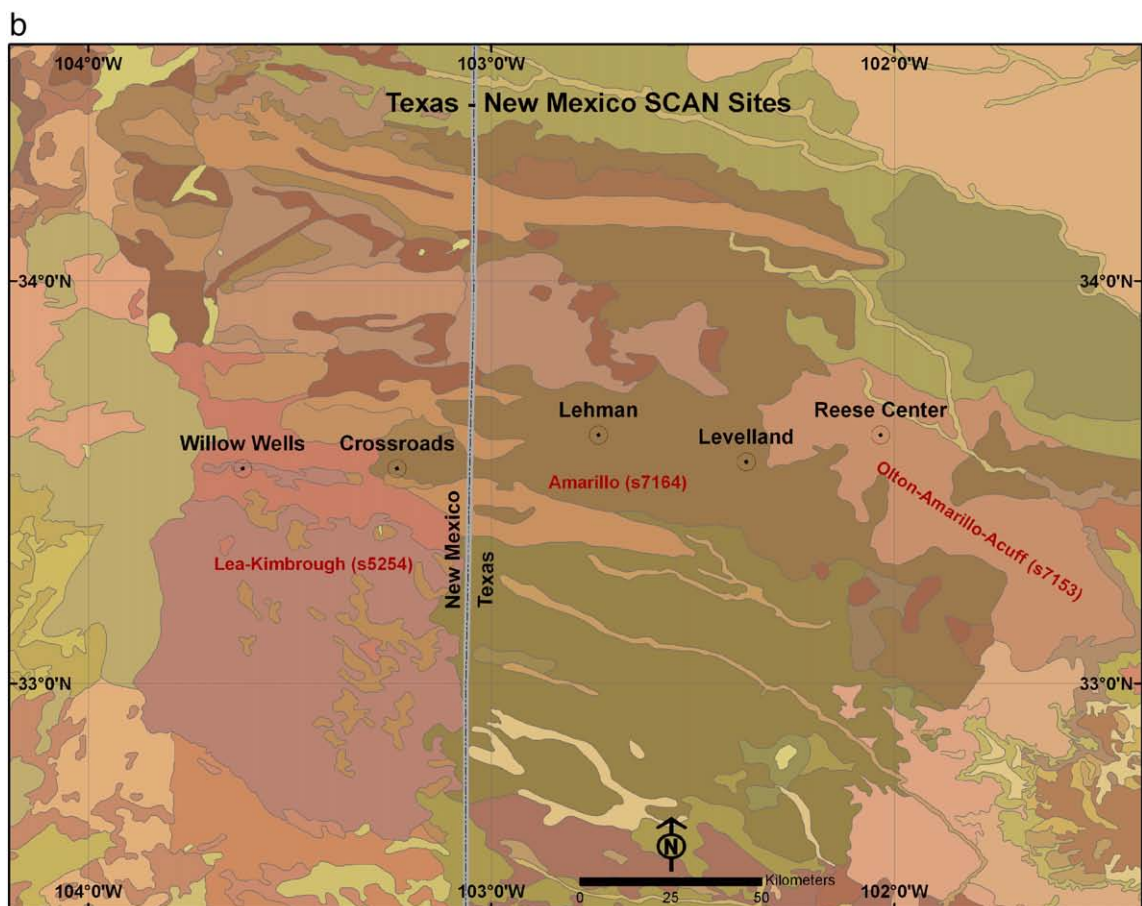 b
104°0'W 103°0'W 102°0'W
Texas - New Mexico SCAN Sites
34°0'N 34°0'N
Lehman Reese Center
Willow Wells Crossroads Levelland
Amarillo (s7164)
Olton-Amarillo-Acuff (s7153)
Lea-Kimbrough (s5254)
New Mexico
Texas
33°0'N 33°0'N
N
Kilometers
104°0'W 103°0'W 0 25 50 102°0'W